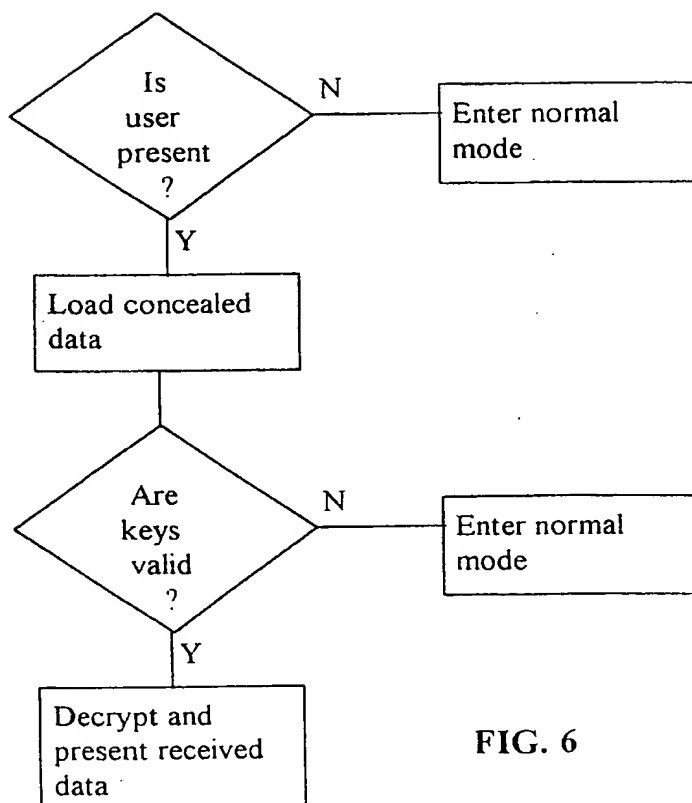 Is
user
present
?
N
Enter normal
mode
Y
Load concealed
data
Are
keys
valid
?
N
Enter normal
mode
Y
Decrypt and
present received
data
FIG. 6